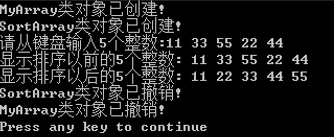 MyArray类对象已创建!
SortArray类对象已创建!
请从键盘输入5个整数:11 33 55 22 44
显示排序以前的5个整数: 11 33 55 22 44
显示排序以后的5个整数: 11 22 33 44 55
SortArray类对象已撤销!
MyArray类对象已撤销!
Press any key to continue